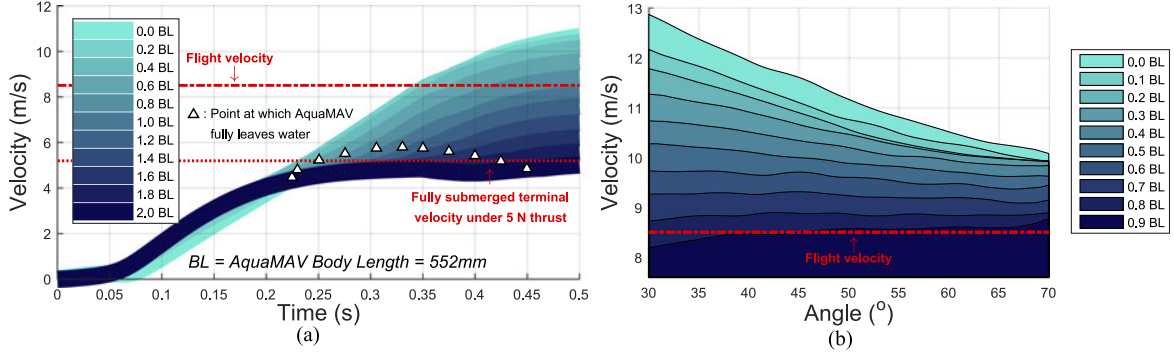 12
10
8
6
4
2
0
Velocity (m/s)
0.0 BL
0.2 BL
0.4 BL
0.6 BL
0.8 BL
1.0 BL
1.2 BL
1.4 BL
1.6 BL
1.8 BL
2.0 BL
Flight velocity
: Point at which AquaMAV
fully leaves water
Fully submerged terminal
velocity under 5 N thrust
BL = AquaMAV Body Length = 552mm
0 0.05 0.1 0.15 0.2 0.25 0.3 0.35 0.4 0.45 0.5
Time (s)
(a)
13
12
11
10
9
8
Velocity (m/s)
Flight velocity
30 35 40 45 50 55 60 65 70
Angle (°)
(b)
0.0 BL
0.1 BL
0.2 BL
0.3 BL
0.4 BL
0.5 BL
0.6 BL
0.7 BL
0.8 BL
0.9 BL